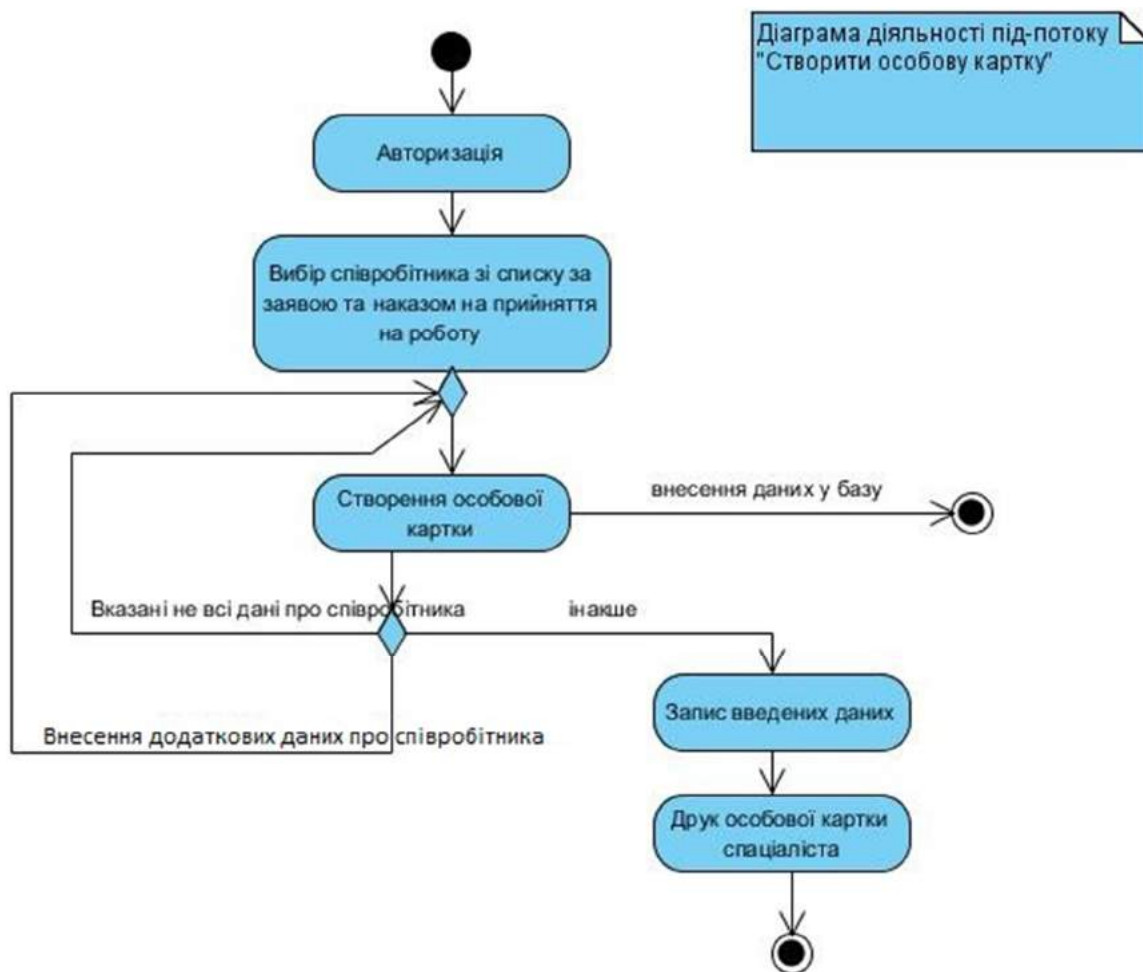 Діаграма діяльності під-потоку
"Створити особову картку"
Авторизація
Вибір співробітника зі списку за
заявою та наказом на прийняття
на роботу
Створення особової
картки
внесення даних у базу
Вказані не всі дані про співробітника
інакше
Внесення додаткових даних про співробітника
Запис введених даних
Друк особової картки
спаціаліста